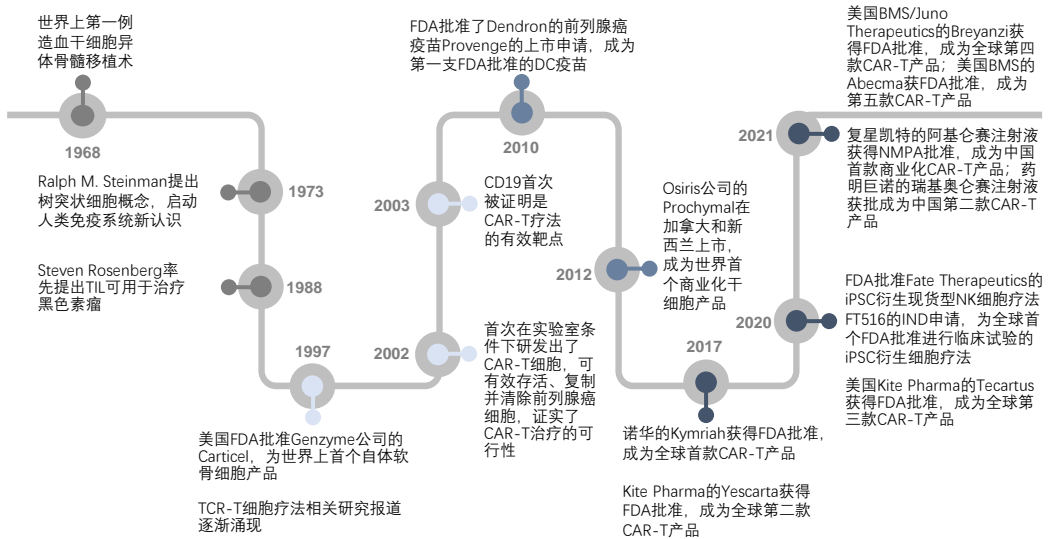 世界上第一例
造血干细胞异
体骨髓移植术
1968
Ralph M. Steinman提出
树突状细胞概念，启动
人类免疫系统新认识
1973
Steven Rosenberg率
先提出TIL可用于治疗
黑色素瘤
1988
1997
美国FDA批准Genzyme公司的
Carticel，为世界上首个自体软
骨细胞产品
TCR-T细胞疗法相关研究报道
逐渐涌现
2002
首次在实验室条
件下研发出了
CAR-T细胞，可
有效存活、复制
并清除前列腺癌
细胞，证实了
CAR-T治疗的可
行性
2003
CD19首次
被证明是
CAR-T疗法
的有效靶点
FDA批准了Dendron的前列腺癌
疫苗Provenge的上市申请，成为
第一支FDA批准的DC疫苗
2010
2012
Osiris公司的
Prochymal在
加拿大和新
西兰上市，
成为世界首
个商业化干
细胞产品
2017
诺华的Kymriah获得FDA批准，
成为全球首款CAR-T产品
Kite Pharma的Yescarta获得
FDA批准，成为全球第二款
CAR-T产品
2020
FDA批准Fate Therapeutics的
iPSC衍生现货型NK细胞疗法
FT516的IND申请，为全球首
个FDA批准进行临床试验的
iPSC衍生细胞疗法
美国Kite Pharma的Tecartus
获得FDA批准，成为全球第
三款CAR-T产品
2021
美国BMS/Juno
Therapeutics的Breyanzi获
得FDA批准，成为全球第四
款CAR-T产品；美国BMS的
Abecma获FDA批准，成为
第五款CAR-T产品
复星凯特的阿基仑赛注射液
获得NMPA批准，成为中国
首款商业化CAR-T产品；药
明巨诺的瑞基奥仑赛注射液
获批成为中国第二款CAR-T
产品